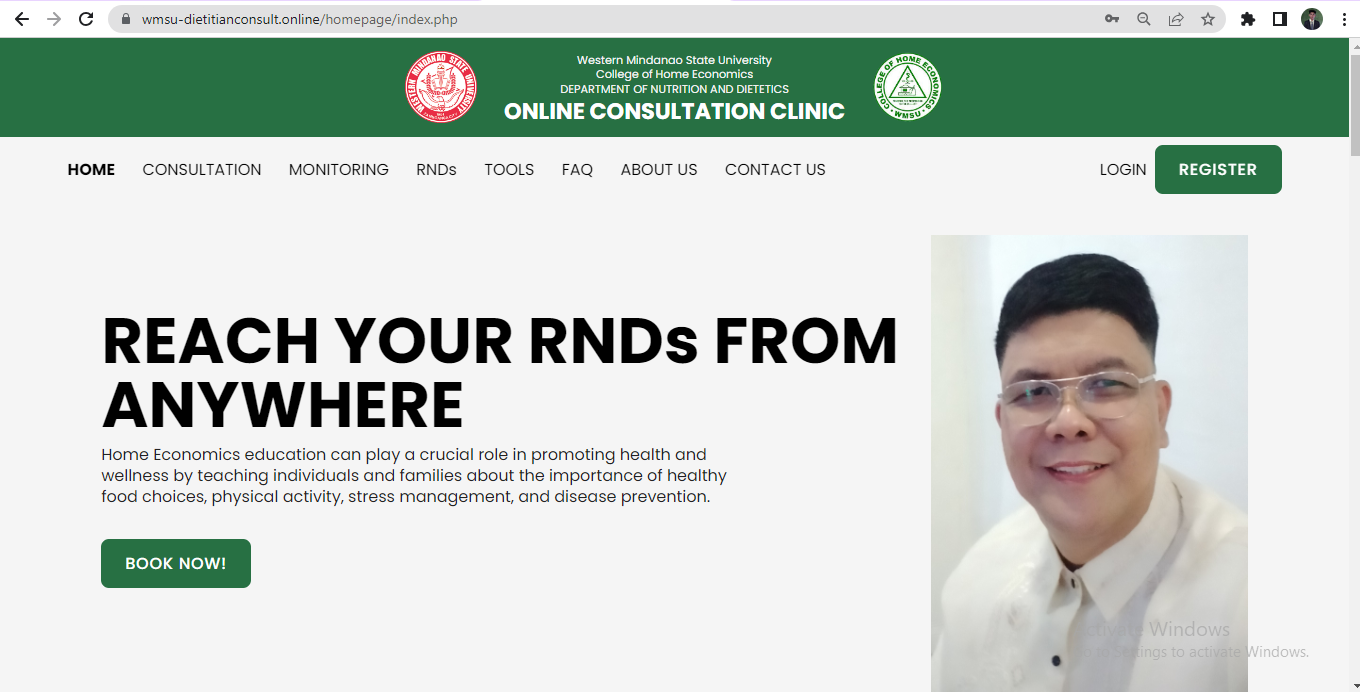 wmsu-dietitianconsult.online/homepage/index.php
WESTERN MINDANAO STATE UNIVERSITY
Western Mindanao State University
College of Home Economics
DEPARTMENT OF NUTRITION AND DIETETICS
ONLINE CONSULTATION CLINIC
COLLEGE OF HOME ECONOMICS
WMSU
HOME CONSULTATION MONITORING RNDs TOOLS FAQ ABOUT US CONTACT US LOGIN REGISTER
REACH YOUR RNDs FROM
ANYWHERE
Home Economics education can play a crucial role in promoting health and
wellness by teaching individuals and families about the importance of healthy
food choices, physical activity, stress management, and disease prevention.
BOOK NOW!
Activate Windows
Go to Settings to activate Windows.